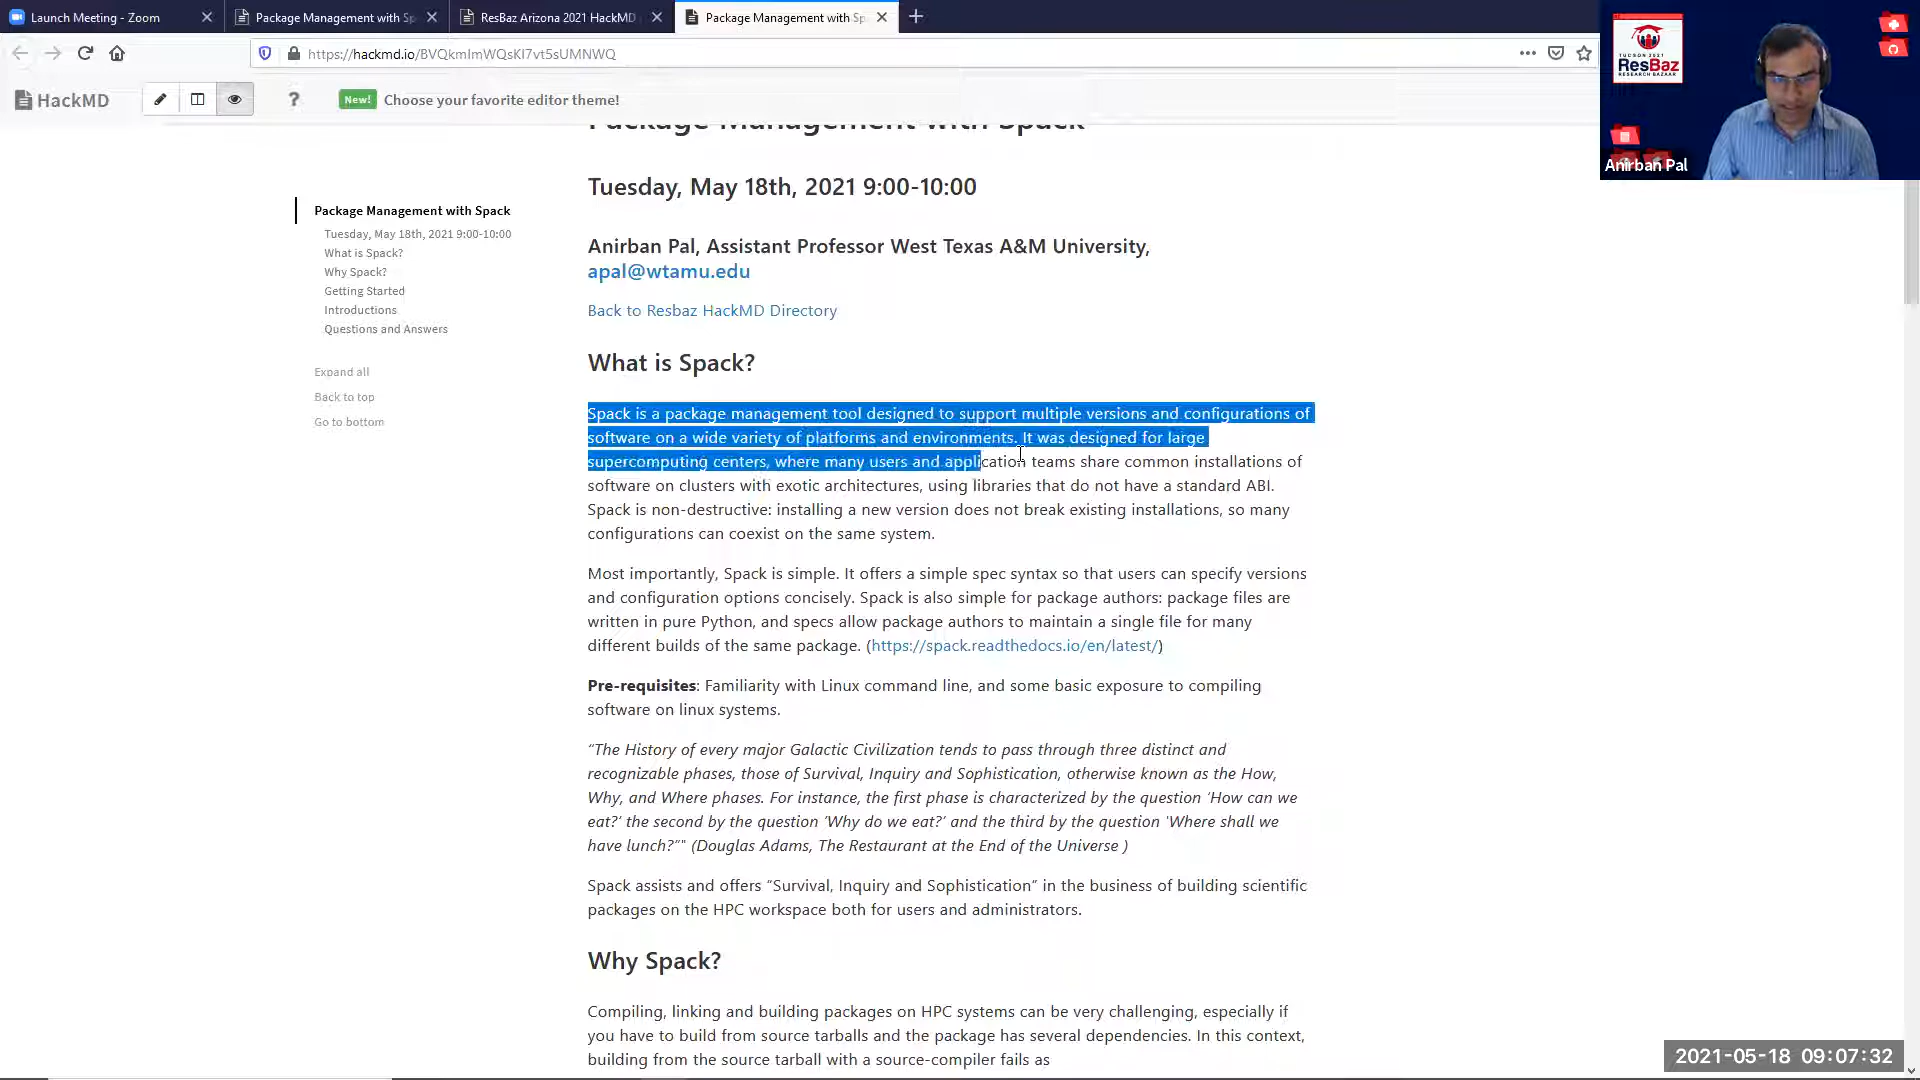 Launch Meeting - Zoom
Package Management with Sp
ResBaz Arizona 2021 HackMD
Package Management with Sp
https://hackmd.io/BVQkmImWQsKI7vt5sUMNWQ
HackMD
?
New!
Choose your favorite editor theme!
TUCSON 2021
ResBaz
RESEARCH BAZAAR
Anirban Pal
Package Management with Spack
Tuesday, May 18th, 2021 9:00-10:00
What is Spack?
Why Spack?
Getting Started
Introductions
Questions and Answers
Expand all
Back to top
Go to bottom
Package Management with Spack
Tuesday, May 18th, 2021 9:00-10:00
Anirban Pal, Assistant Professor West Texas A&M University,
apal@wtamu.edu
Back to Resbaz HackMD Directory
What is Spack?
Spack is a package management tool designed to support multiple versions and configurations of
software on a wide variety of platforms and environments. It was designed for large
supercomputing centers, where many users and application teams share common installations of
software on clusters with exotic architectures, using libraries that do not have a standard ABI.
Spack is non-destructive: installing a new version does not break existing installations, so many
configurations can coexist on the same system.
Most importantly, Spack is simple. It offers a simple spec syntax so that users can specify versions
and configuration options concisely. Spack is also simple for package authors: package files are
written in pure Python, and specs allow package authors to maintain a single file for many
different builds of the same package. (https://spack.readthedocs.io/en/latest/)
Pre-requisites: Familiarity with Linux command line, and some basic exposure to compiling
software on linux systems.
“The History of every major Galactic Civilization tends to pass through three distinct and
recognizable phases, those of Survival, Inquiry and Sophistication, otherwise known as the How,
Why, and Where phases. For instance, the first phase is characterized by the question ‘How can we
eat?’ the second by the question ‘Why do we eat?’ and the third by the question 'Where shall we
have lunch?”" (Douglas Adams, The Restaurant at the End of the Universe )
Spack assists and offers “Survival, Inquiry and Sophistication” in the business of building scientific
packages on the HPC workspace both for users and administrators.
Why Spack?
Compiling, linking and building packages on HPC systems can be very challenging, especially if
you have to build from source tarballs and the package has several dependencies. In this context,
building from the source tarball with a source-compiler fails as
2021-05-18 09:07:32